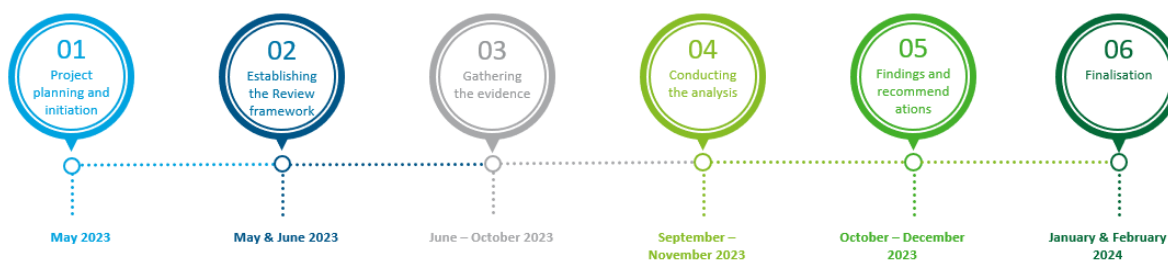 01
Project
planning and
initiation
02
Establishing
the Review
framework
03
Gathering
the evidence
04
Conducting
the analysis
05
Findings and
recommend
ations
06
Finalisation
May 2023
May & June 2023
June – October 2023
September –
November 2023
October – December
2023
January & February
2024